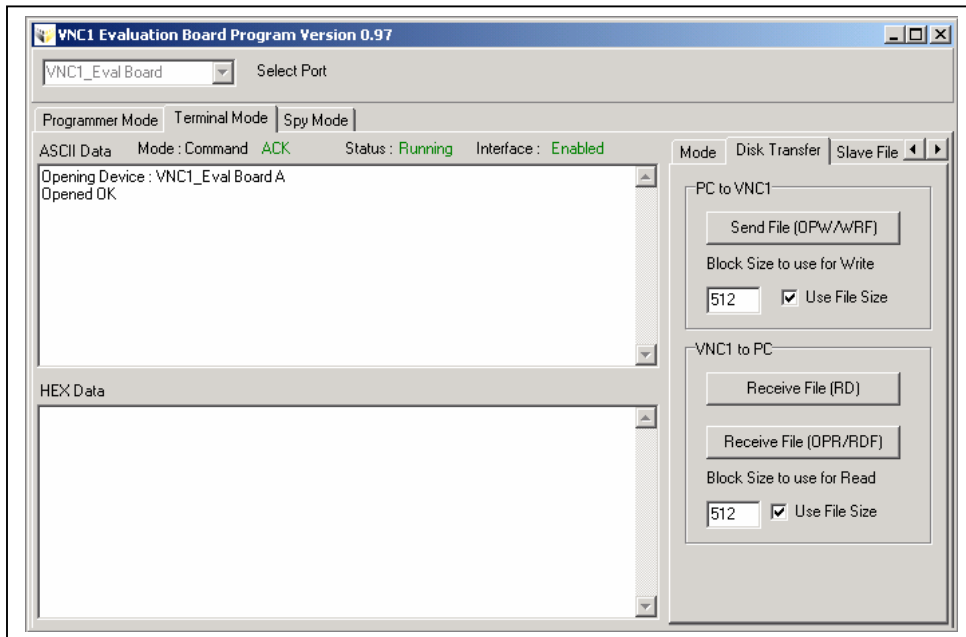 VNC1 Evaluation Board Program Version 0.97
VNC1_Eval Board
Select Port
Programmer Mode
Terminal Mode
Spy Mode
ASCII Data
Mode : Command ACK
Status : Running
Interface : Enabled
Opening Device : VNC1_Eval Board A
Opened OK
HEX Data
Mode
Disk Transfer
Slave File
PC to VNC1
Send File (OPW/WRF)
Block Size to use for Write
512
Use File Size
VNC1 to PC
Receive File (RD)
Receive File (OPR/RDF)
Block Size to use for Read
512
Use File Size